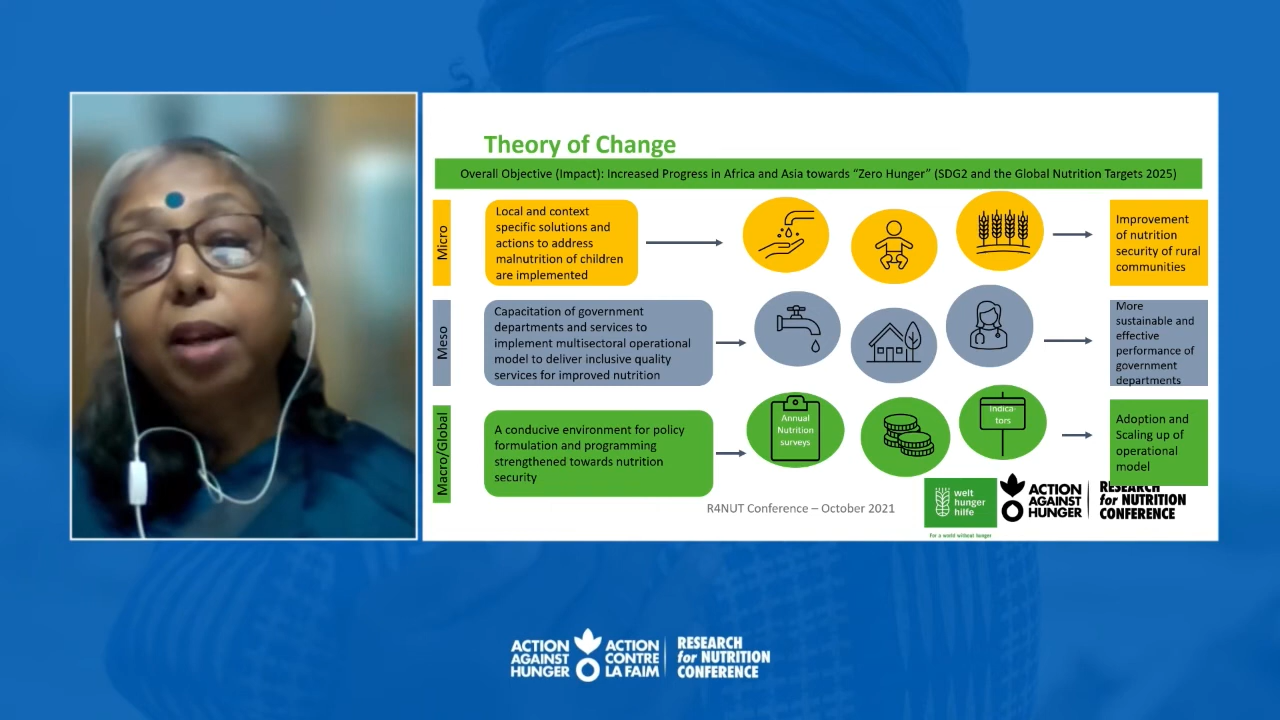 Theory of Change
Overall Objective (Impact): Increased Progress in Africa and Asia towards “Zero Hunger” (SDG2 and the Global Nutrition Targets 2025)
Micro
Local and context
specific solutions and
actions to address
malnutrition of children
are implemented
Improvement
of nutrition
security of rural
communities
Meso
Capacitation of government
departments and services to
implement multisectoral operational
model to deliver inclusive quality
services for improved nutrition
More
sustainable and
effective
performance of
government
departments
Macro/Global
A conducive environment for policy
formulation and programming
strengthened towards nutrition
security
Annual
Nutrition
surveys
Indica-
tors
Adoption and
Scaling up of
operational
model
R4NUT Conference – October 2021
welt
hunger
hilfe
For a world without hunger
ACTION
AGAINST
HUNGER
RESEARCH
for NUTRITION
CONFERENCE
ACTION
AGAINST
HUNGER
ACTION
CONTRE
LA FAIM
RESEARCH
for NUTRITION
CONFERENCE